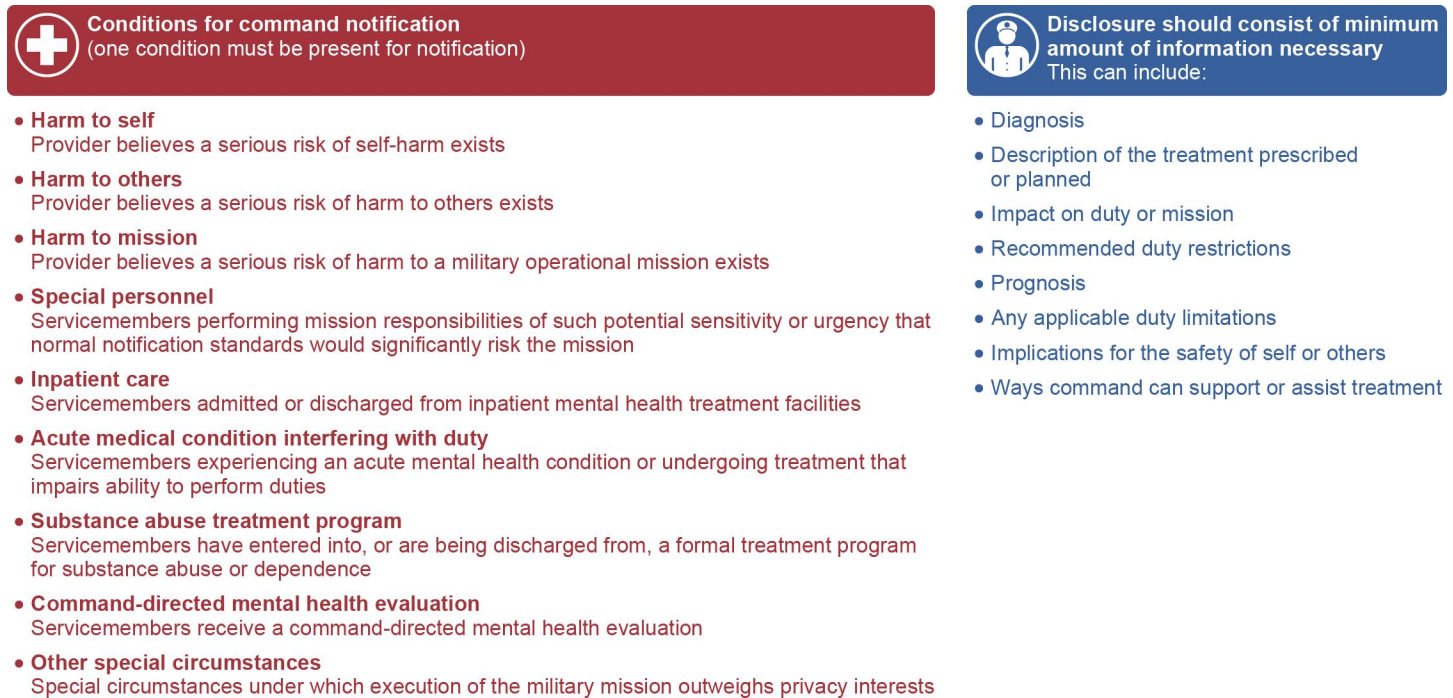 Conditions for command notification
(one condition must be present for notification)
• Harm to self
Provider believes a serious risk of self-harm exists
• Harm to others
Provider believes a serious risk of harm to others exists
• Harm to mission
Provider believes a serious risk of harm to a military operational mission exists
• Special personnel
Servicemembers performing mission responsibilities of such potential sensitivity or urgency that
normal notification standards would significantly risk the mission
• Inpatient care
Servicemembers admitted or discharged from inpatient mental health treatment facilities
• Acute medical condition interfering with duty
Servicemembers experiencing an acute mental health condition or undergoing treatment that
impairs ability to perform duties
• Substance abuse treatment program
Servicemembers have entered into, or are being discharged from, a formal treatment program
for substance abuse or dependence
• Command-directed mental health evaluation
Servicemembers receive a command-directed mental health evaluation
• Other special circumstances
Special circumstances under which execution of the military mission outweighs privacy interests
Disclosure should consist of minimum
amount of information necessary
This can include:
• Diagnosis
• Description of the treatment prescribed
or planned
• Impact on duty or mission
• Recommended duty restrictions
• Prognosis
• Any applicable duty limitations
• Implications for the safety of self or others
• Ways command can support or assist treatment